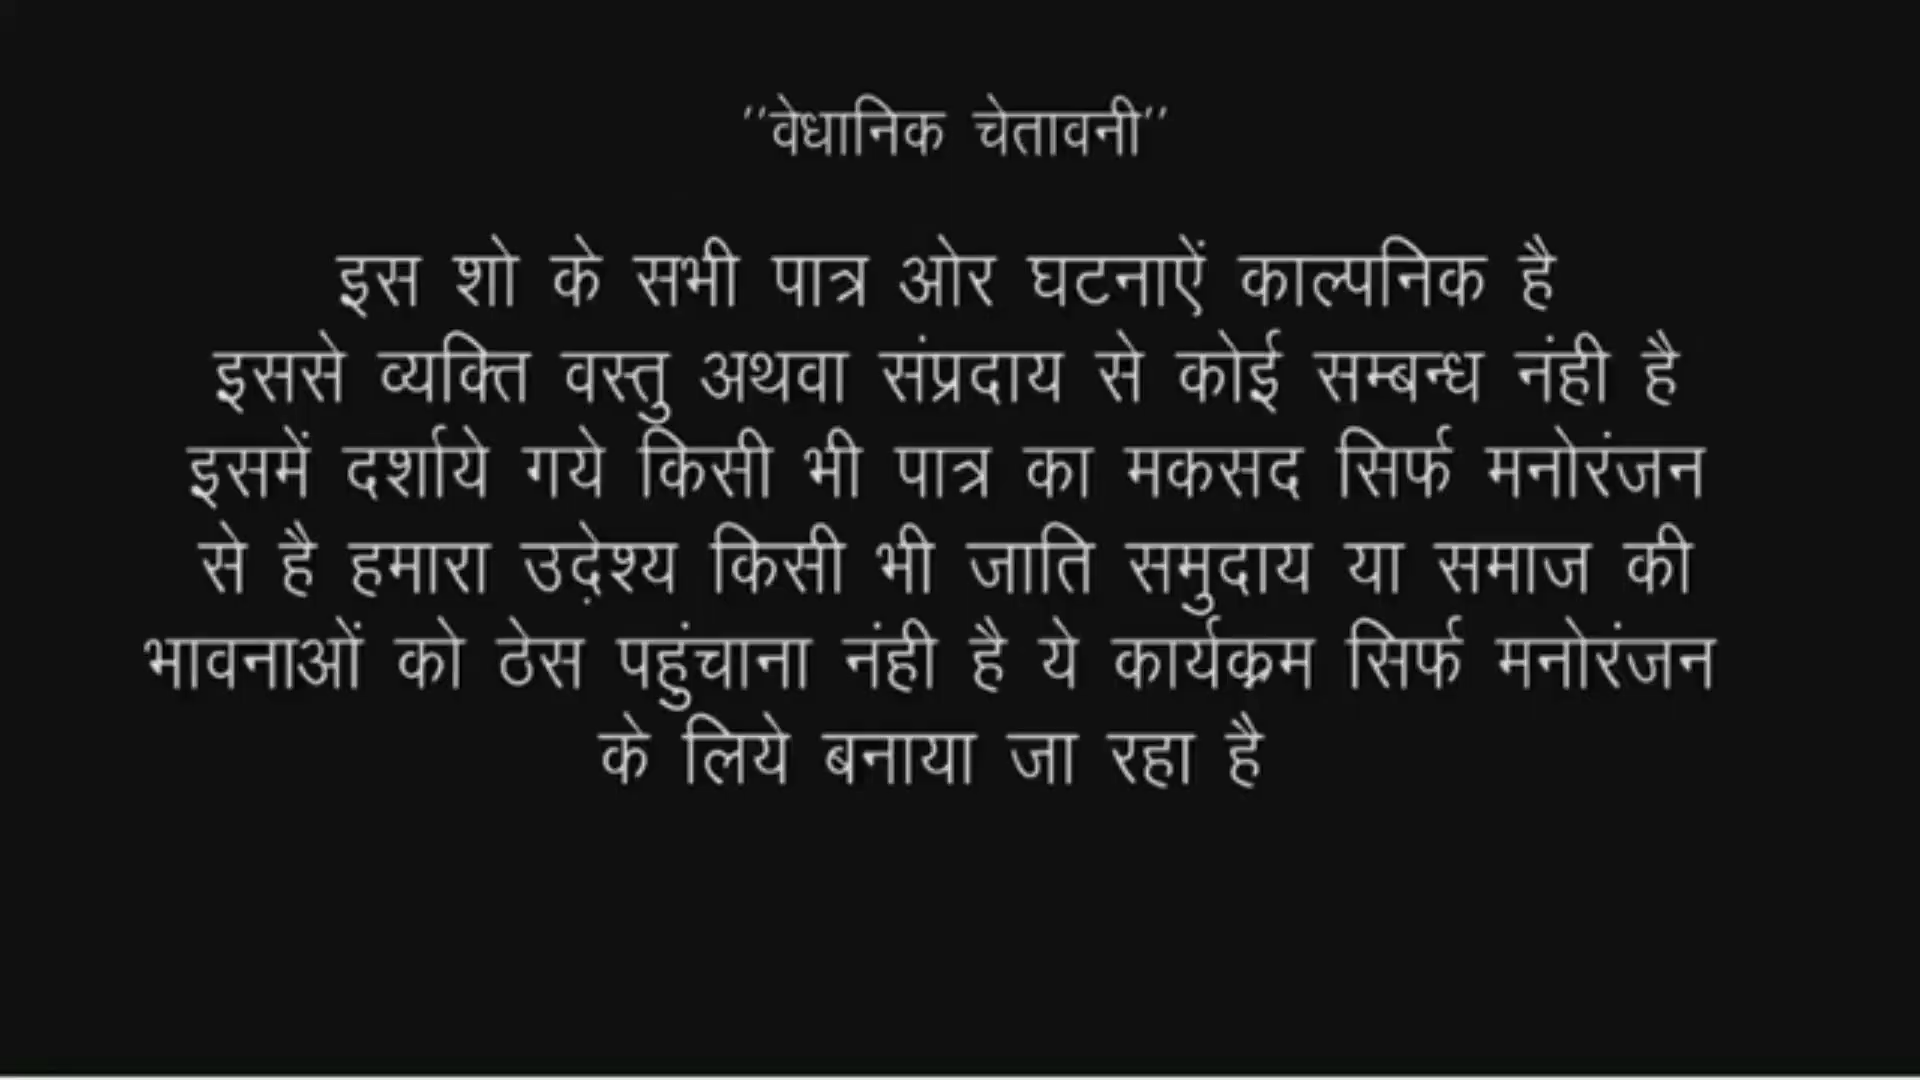 "वेधानिक चेतावनी"
इस शो के सभी पात्र ओर घटनाऐं काल्पनिक है
इससे व्यक्ति वस्तु अथवा संप्रदाय से कोई सम्बन्ध नंही है
इसमें दर्शाये गये किसी भी पात्र का मकसद सिर्फ मनोरंजन
से है हमारा उद़ेश्य किसी भी जाति समुदाय या समाज की
भावनाओं को ठेस पहुंचाना नंही है ये कार्यक्रम सिर्फ मनोरंजन
के लिये बनाया जा रहा है